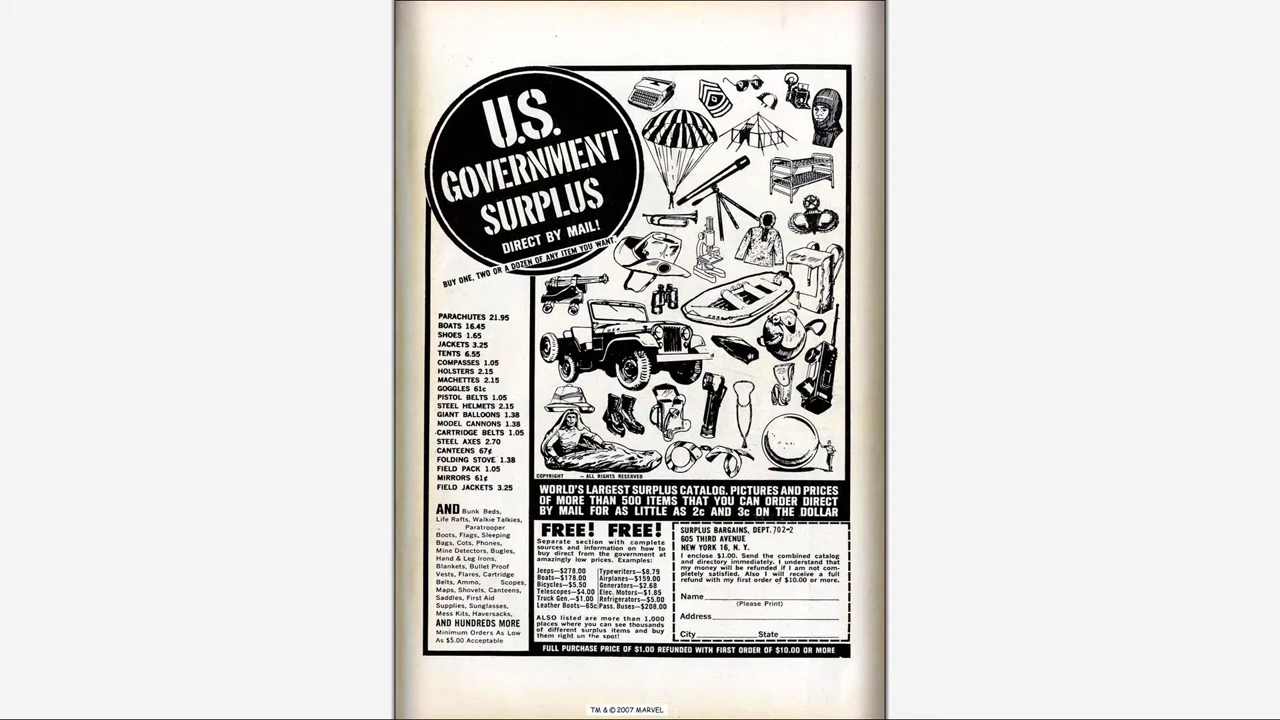 U.S.
GOVERNMENT
SURPLUS
DIRECT BY MAIL!
BUY ONE, TWO OR A DOZEN OF ANY ITEM YOU WANT.
PARACHUTES 21.95
BOATS 16.45
SHOES 1.65
JACKETS 3.25
TENTS 6.55
COMPASSES 1.05
HOLSTERS 2.15
MACHETTES 2.15
GOGGLES 61c
PISTOL BELTS 1.05
STEEL HELMETS 2.15
GIANT BALLOONS 1.38
MODEL CANNONS 1.38
CARTRIDGE BELTS 1.05
STEEL AXES 2.70
CANTEENS 67¢
FOLDING STOVE 1.38
FIELD PACK 1.05
MIRRORS 61¢
FIELD JACKETS 3.25
AND Bunk Beds,
Life Rafts, Walkie Talkies,
Paratrooper
Boots, Flags, Sleeping
Bags, Cots, Phones,
Mine Detectors, Bugles,
Hand & Leg Irons,
Blankets, Bullet Proof
Vests, Flares, Cartridge
Belts, Ammo, Scopes,
Maps, Shovels, Canteens,
Saddles, First Aid
Supplies, Sunglasses,
Mess Kits, Haversacks,
AND HUNDREDS MORE
Minimum Orders As Low
As $5.00 Acceptable
COPYRIGHT — ALL RIGHTS RESERVED
WORLD'S LARGEST SURPLUS CATALOG. PICTURES AND PRICES
OF MORE THAN 500 ITEMS THAT YOU CAN ORDER DIRECT
BY MAIL FOR AS LITTLE AS 2c AND 3c ON THE DOLLAR
FREE! FREE!
Separate section with complete
sources and information on how to
buy direct from the government at
amazingly low prices. Examples:
Jeeps—$278.00
Boats—$178.00
Bicycles—$5.50
Telescopes—$4.00
Truck Gen.—$1.00
Leather Boots—65c
Typewriters—$8.79
Airplanes—$159.00
Generators—$2.68
Elec. Motors—$1.85
Refrigerators—$5.00
Pass. Buses—$208.00
ALSO listed are more than 1,000
places where you can see thousands
of different surplus items and buy
them right on the spot!
SURPLUS BARGAINS, DEPT. 702-2
605 THIRD AVENUE
NEW YORK 16, N. Y.
I enclose $1.00. Send the combined catalog
and directory immediately. I understand that
my money will be refunded if I am not com-
pletely satisfied. Also I will receive a full
refund with my first order of $10.00 or more.
Name
(Please Print)
Address
City State
FULL PURCHASE PRICE OF $1.00 REFUNDED WITH FIRST ORDER OF $10.00 OR MORE
TM & © 2007 MARVEL